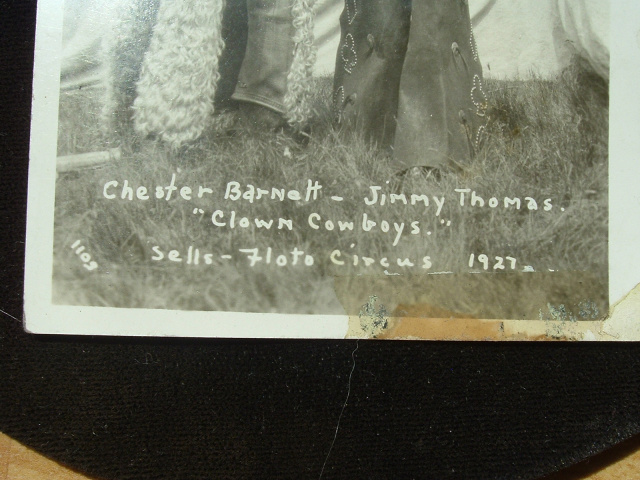 Chester Barnett - Jimmy Thomas.
"Clown Cowboys."
Sells-Floto Circus 1927.
1103